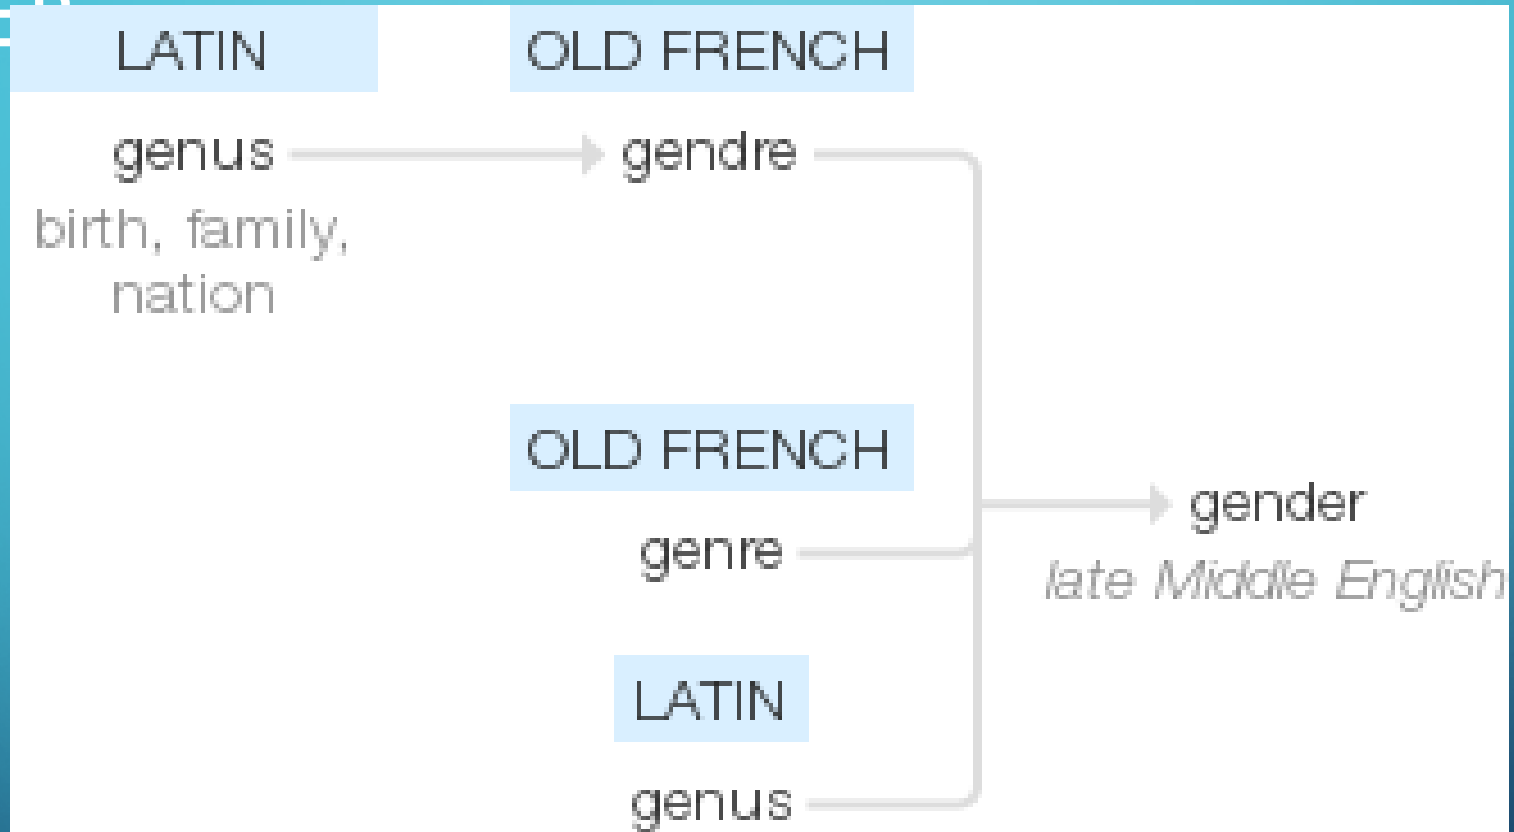 LATIN OLD FRENCH
genus gendre
birth, family,
nation
OLD FRENCH
genre
gender
late Middle English
LATIN
genus